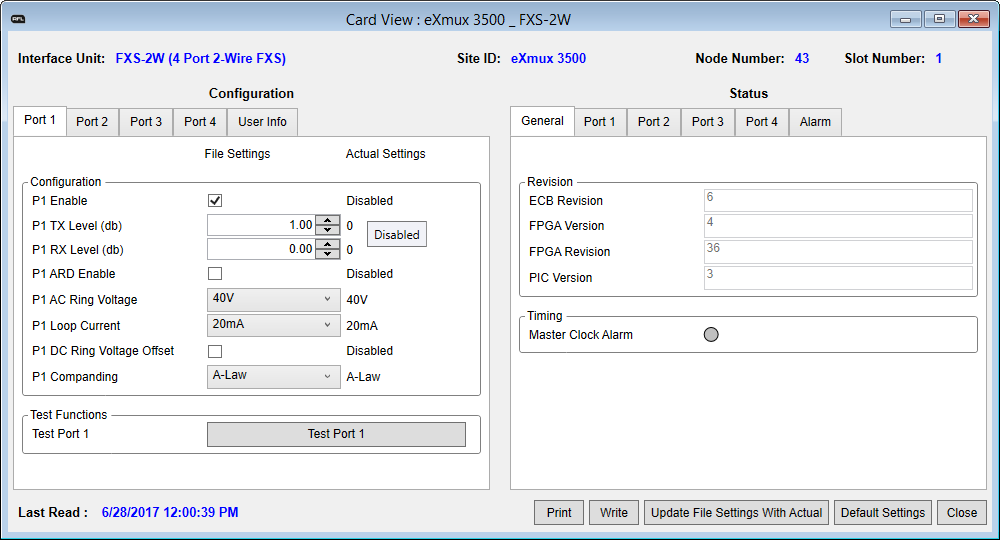 RFL
Card View : eXmux 3500 _ FXS-2W
Interface Unit: FXS-2W (4 Port 2-Wire FXS) Site ID: eXmux 3500 Node Number: 43 Slot Number: 1
Configuration
Port 1 Port 2 Port 3 Port 4 User Info
File Settings Actual Settings
Configuration
P1 Enable Disabled
P1 TX Level (db) 1.00 0
Disabled
P1 RX Level (db) 0.00 0
P1 ARD Enable Disabled
P1 AC Ring Voltage 40V 40V
P1 Loop Current 20mA 20mA
P1 DC Ring Voltage Offset Disabled
P1 Companding A-Law A-Law
Test Functions
Test Port 1 Test Port 1
Status
General Port 1 Port 2 Port 3 Port 4 Alarm
Revision
ECB Revision 6
FPGA Version 4
FPGA Revision 36
PIC Version 3
Timing
Master Clock Alarm
Last Read : 6/28/2017 12:00:39 PM
Print Write Update File Settings With Actual Default Settings Close